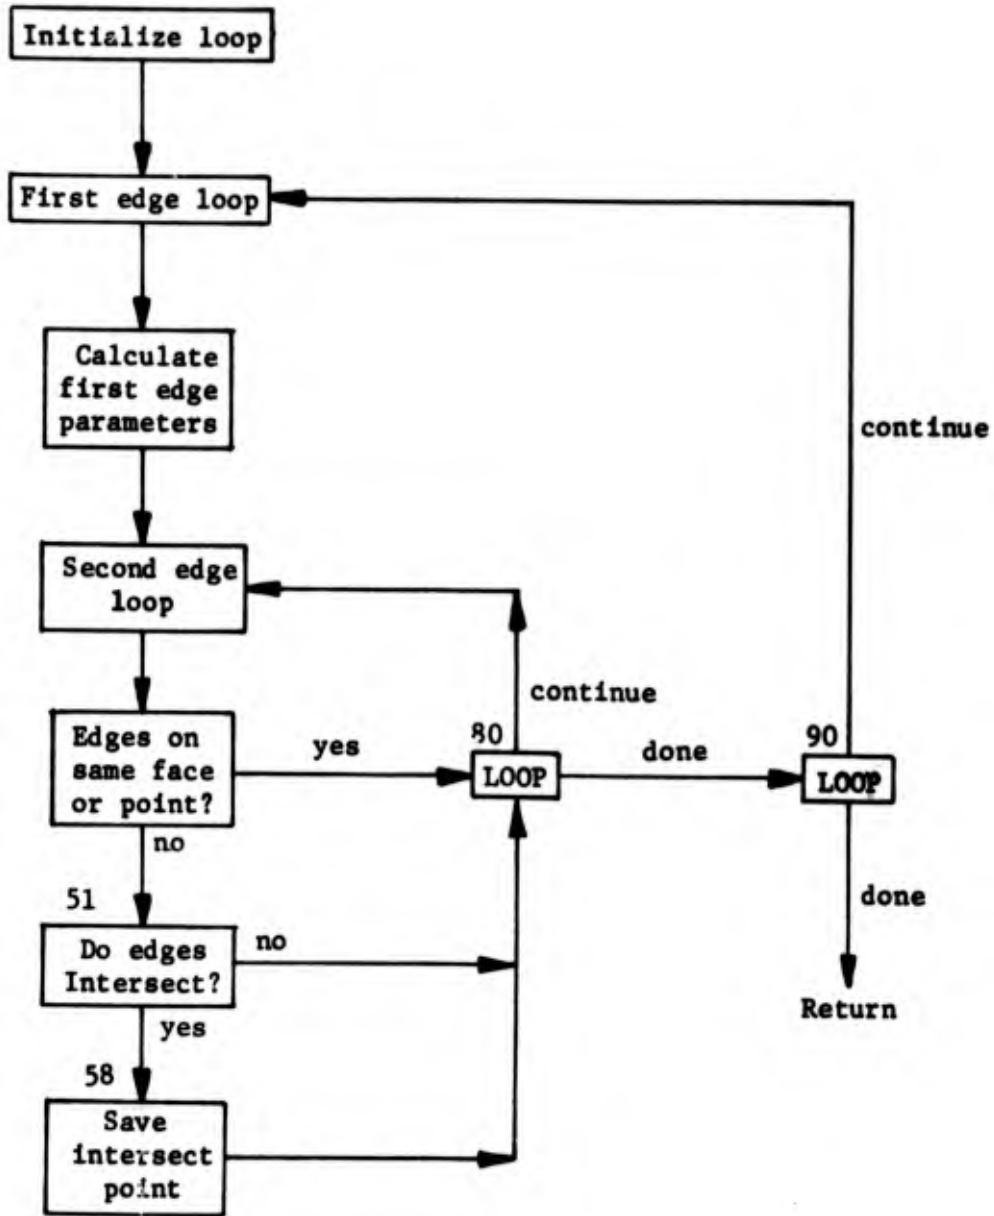 Initialize loop
First edge loop
Calculate
first edge
parameters
continue
Second edge
loop
continue
Edges on
same face
or point?
yes
80
LOOP
done
90
LOOP
no
done
51
Do edges
Intersect?
no
Return
yes
58
Save
intersect
point